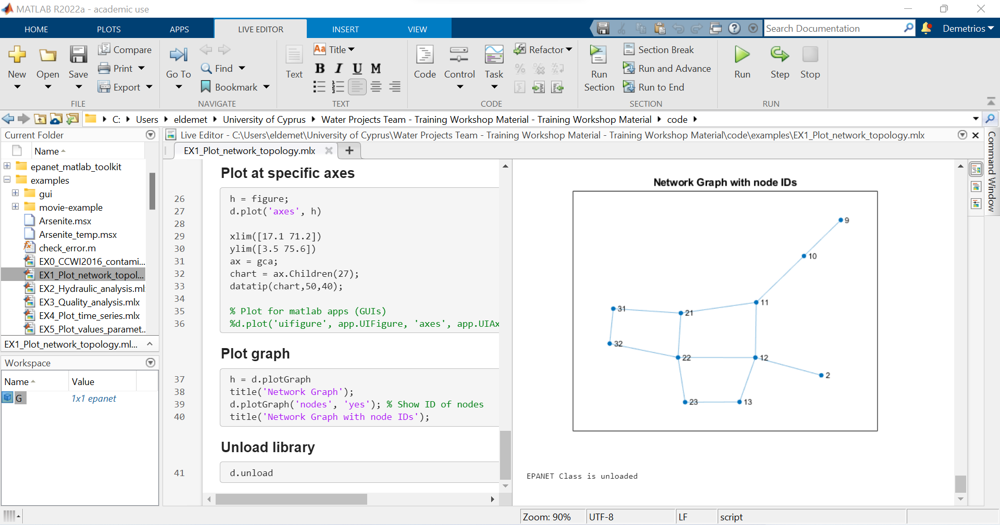 MATLAB R2022a - academic use
HOME PLOTS APPS LIVE EDITOR INSERT VIEW
Search Documentation
Demetrios
New
Open
Save
Compare
Print
Export
FILE
Go To
Find
Bookmark
NAVIGATE
Text
Aa Title
B I U M
TEXT
Code
Control
Task
Refactor
CODE
Run Section
Section Break
Run and Advance
Run to End
SECTION
Run
Step
Stop
RUN
C: Users eldemet University of Cyprus Water Projects Team - Training Workshop Material - Training Workshop Material code
Current Folder
Name
epanet_matlab_toolkit
examples
gui
movie-example
Arsenite.msx
Arsenite_temp.msx
check_error.m
EX0_CCWI2016_contami...
EX1_Plot_network_topol...
EX2_Hydraulic_analysis.ml
EX3_Quality_analysis.mlx
EX4_Plot_time_series.mlx
EX5_Plot_values_paramet..
EX1_Plot_network_topology.ml...
Workspace
Name Value
G 1x1 epanet
Live Editor - C:\Users\eldemet\University of Cyprus\Water Projects Team - Training Workshop Material - Training Workshop Material\code\examples\EX1_Plot_network_topology.mlx
EX1_Plot_network_topology.mlx
Plot at specific axes
26 h = figure;
27 d.plot('axes', h)
28
29 xlim([17.1 71.2])
30 ylim([3.5 75.6])
31 ax = gca;
32 chart = ax.Children(27);
33 datatip(chart,50,40);
34
35 % Plot for matlab apps (GUIs)
36 %d.plot('uifigure', app.UIFigure, 'axes', app.UIAx
Plot graph
37 h = d.plotGraph
38 title('Network Graph');
39 d.plotGraph('nodes', 'yes'); % Show ID of nodes
40 title('Network Graph with node IDs');
Unload library
41 d.unload
Network Graph with node IDs
9
10
11
31
21
32
22
12
2
23
13
EPANET Class is unloaded
Command Window
Zoom: 90% UTF-8 LF script